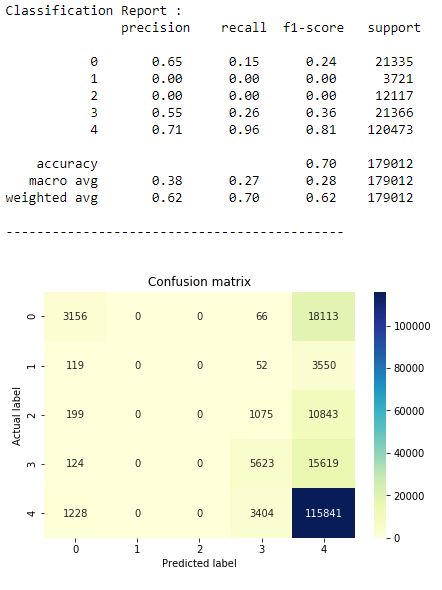 Classification Report :
precision recall f1-score support
0 0.65 0.15 0.24 21335
1 0.00 0.00 0.00 3721
2 0.00 0.00 0.00 12117
3 0.55 0.26 0.36 21366
4 0.71 0.96 0.81 120473
accuracy 0.70 179012
macro avg 0.38 0.27 0.28 179012
weighted avg 0.62 0.70 0.62 179012
--------------------------------------------
Confusion matrix
0 3156 0 0 66 18113
1 119 0 0 52 3550
2 199 0 0 1075 10843
3 124 0 0 5623 15619
4 1228 0 0 3404 115841
0 1 2 3 4
Predicted label
Actual label
100000
80000
60000
40000
20000
0